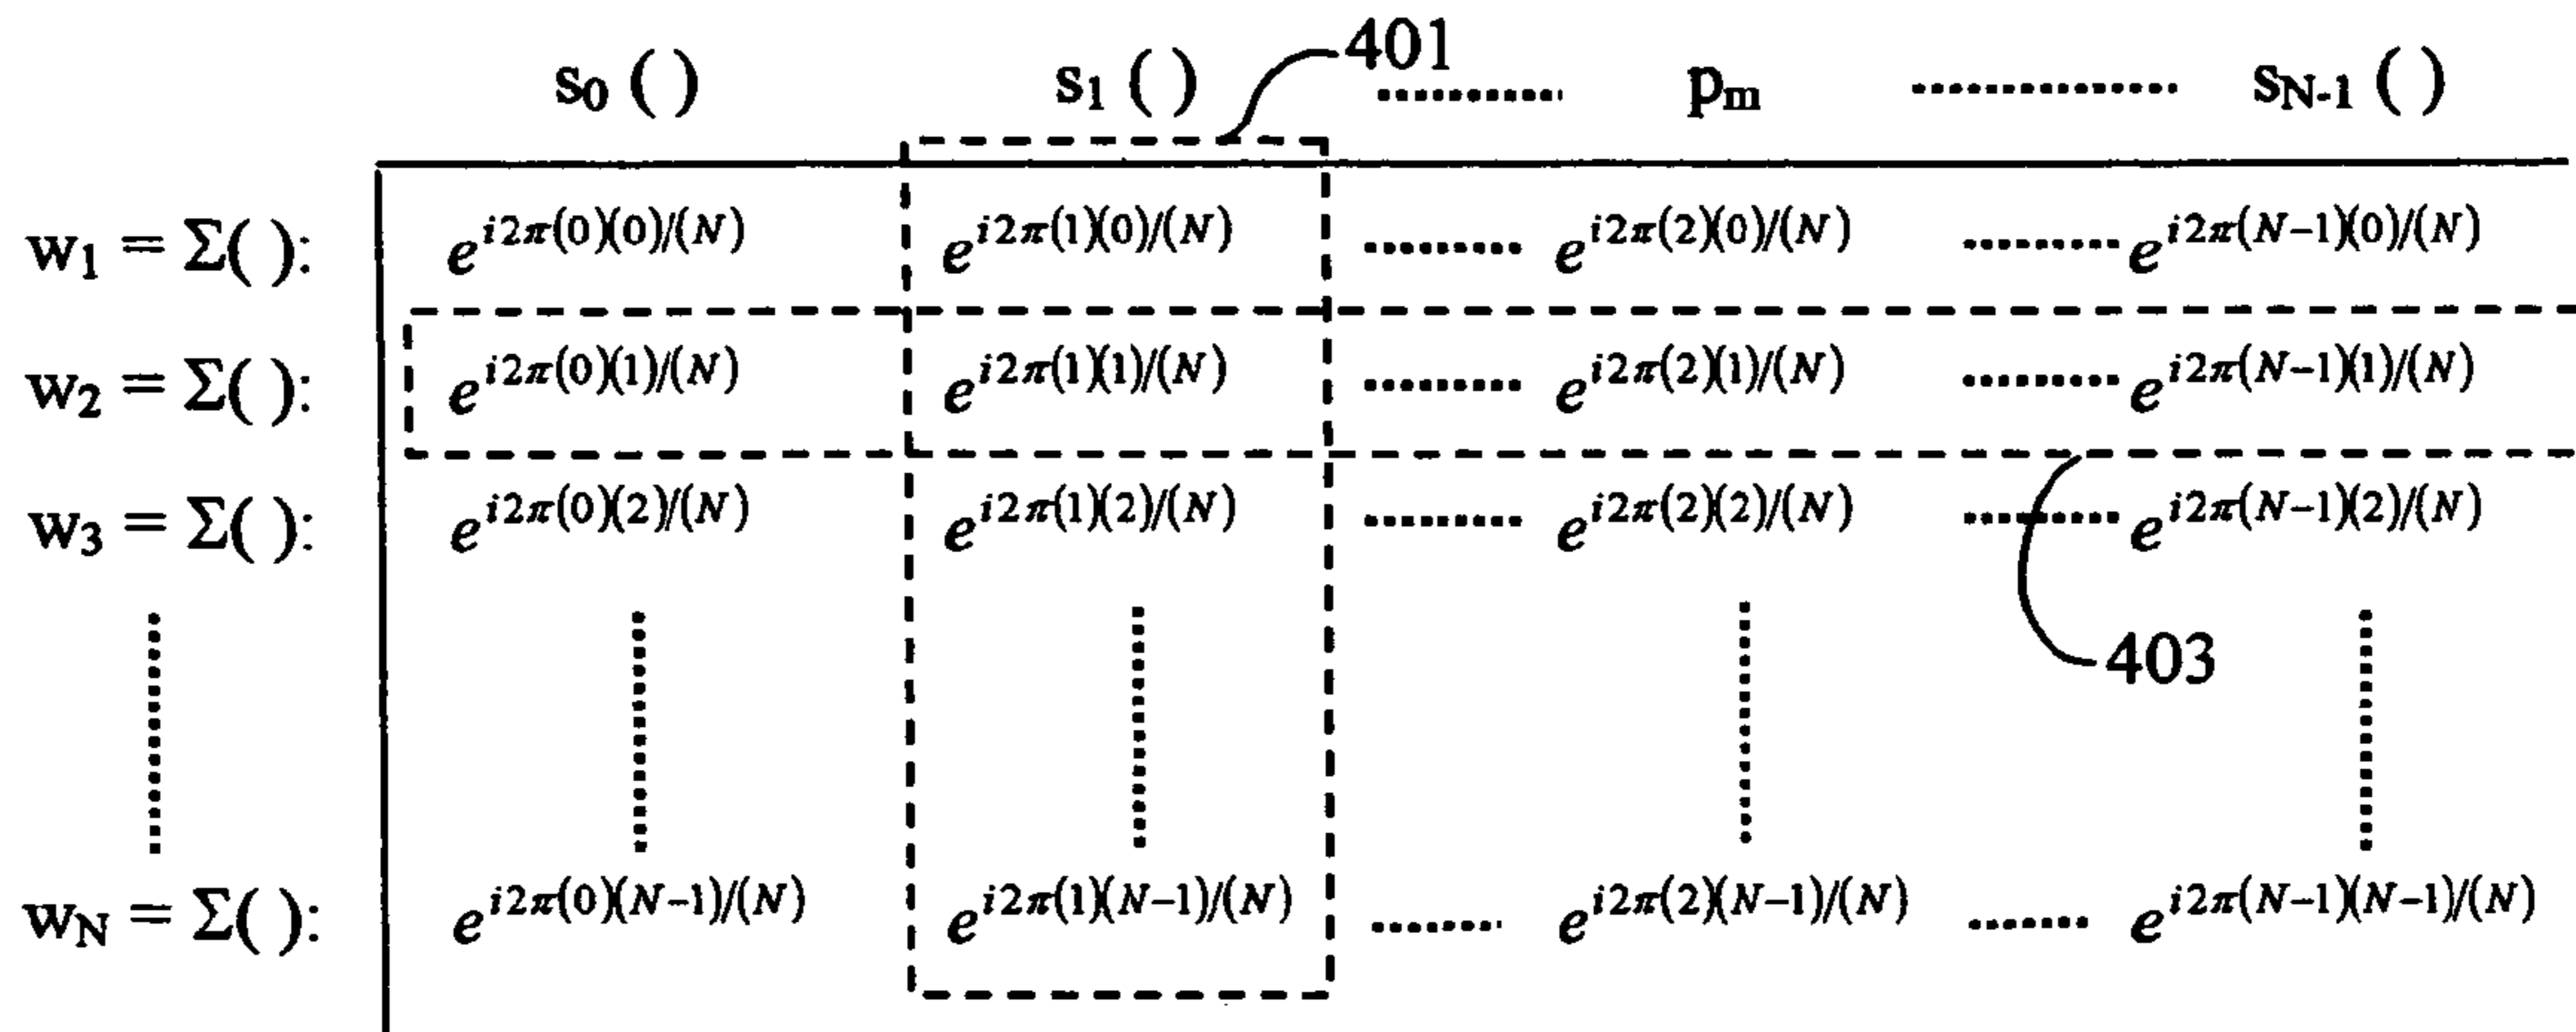 401
s₀ ( ) s₁ ( ) .......... pₘ .......... s_{N-1} ( )
w₁ = Σ( ): e^{i2π(0)(0)/(N)} e^{i2π(1)(0)/(N)} ........ e^{i2π(2)(0)/(N)} ........ e^{i2π(N−1)(0)/(N)}
w₂ = Σ( ): e^{i2π(0)(1)/(N)} e^{i2π(1)(1)/(N)} ........ e^{i2π(2)(1)/(N)} ........ e^{i2π(N−1)(1)/(N)}
w₃ = Σ( ): e^{i2π(0)(2)/(N)} e^{i2π(1)(2)/(N)} ........ e^{i2π(2)(2)/(N)} ........ e^{i2π(N−1)(2)/(N)}
403
w_N = Σ( ): e^{i2π(0)(N−1)/(N)} e^{i2π(1)(N−1)/(N)} ........ e^{i2π(2)(N−1)/(N)} ........ e^{i2π(N−1)(N−1)/(N)}